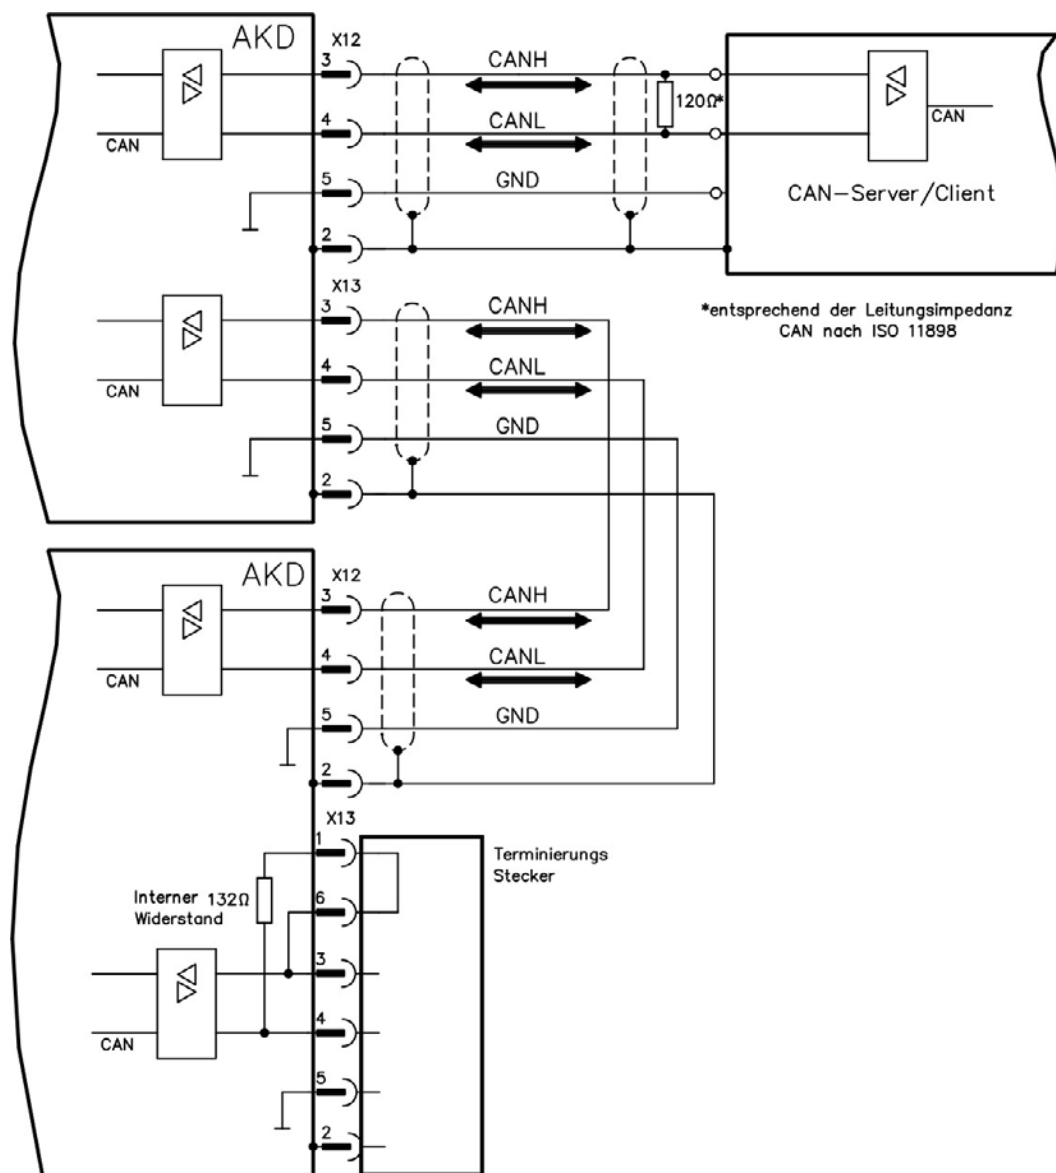 AKD
X12
3
CANH
120Ω*
4
CANL
CAN
CAN
5
GND
CAN-Server/Client
2
X13
3
CANH
*entsprechend der Leitungsimpedanz
CAN nach ISO 11898
4
CANL
CAN
5
GND
2
AKD
X12
3
CANH
4
CANL
CAN
5
GND
2
X13
1
Terminierungs
Stecker
Interner 132Ω
Widerstand
6
3
4
CAN
5
2